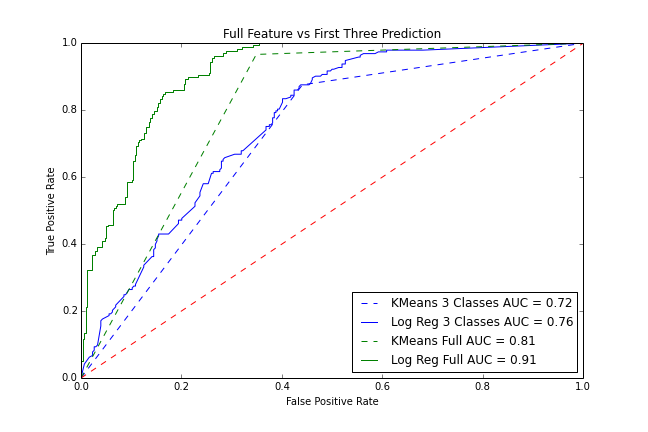 Full Feature vs First Three Prediction
1.0
0.8
0.6
0.4
0.2
0.0
True Positive Rate
KMeans 3 Classes AUC = 0.72
Log Reg 3 Classes AUC = 0.76
KMeans Full AUC = 0.81
Log Reg Full AUC = 0.91
0.0 0.2 0.4 0.6 0.8 1.0
False Positive Rate